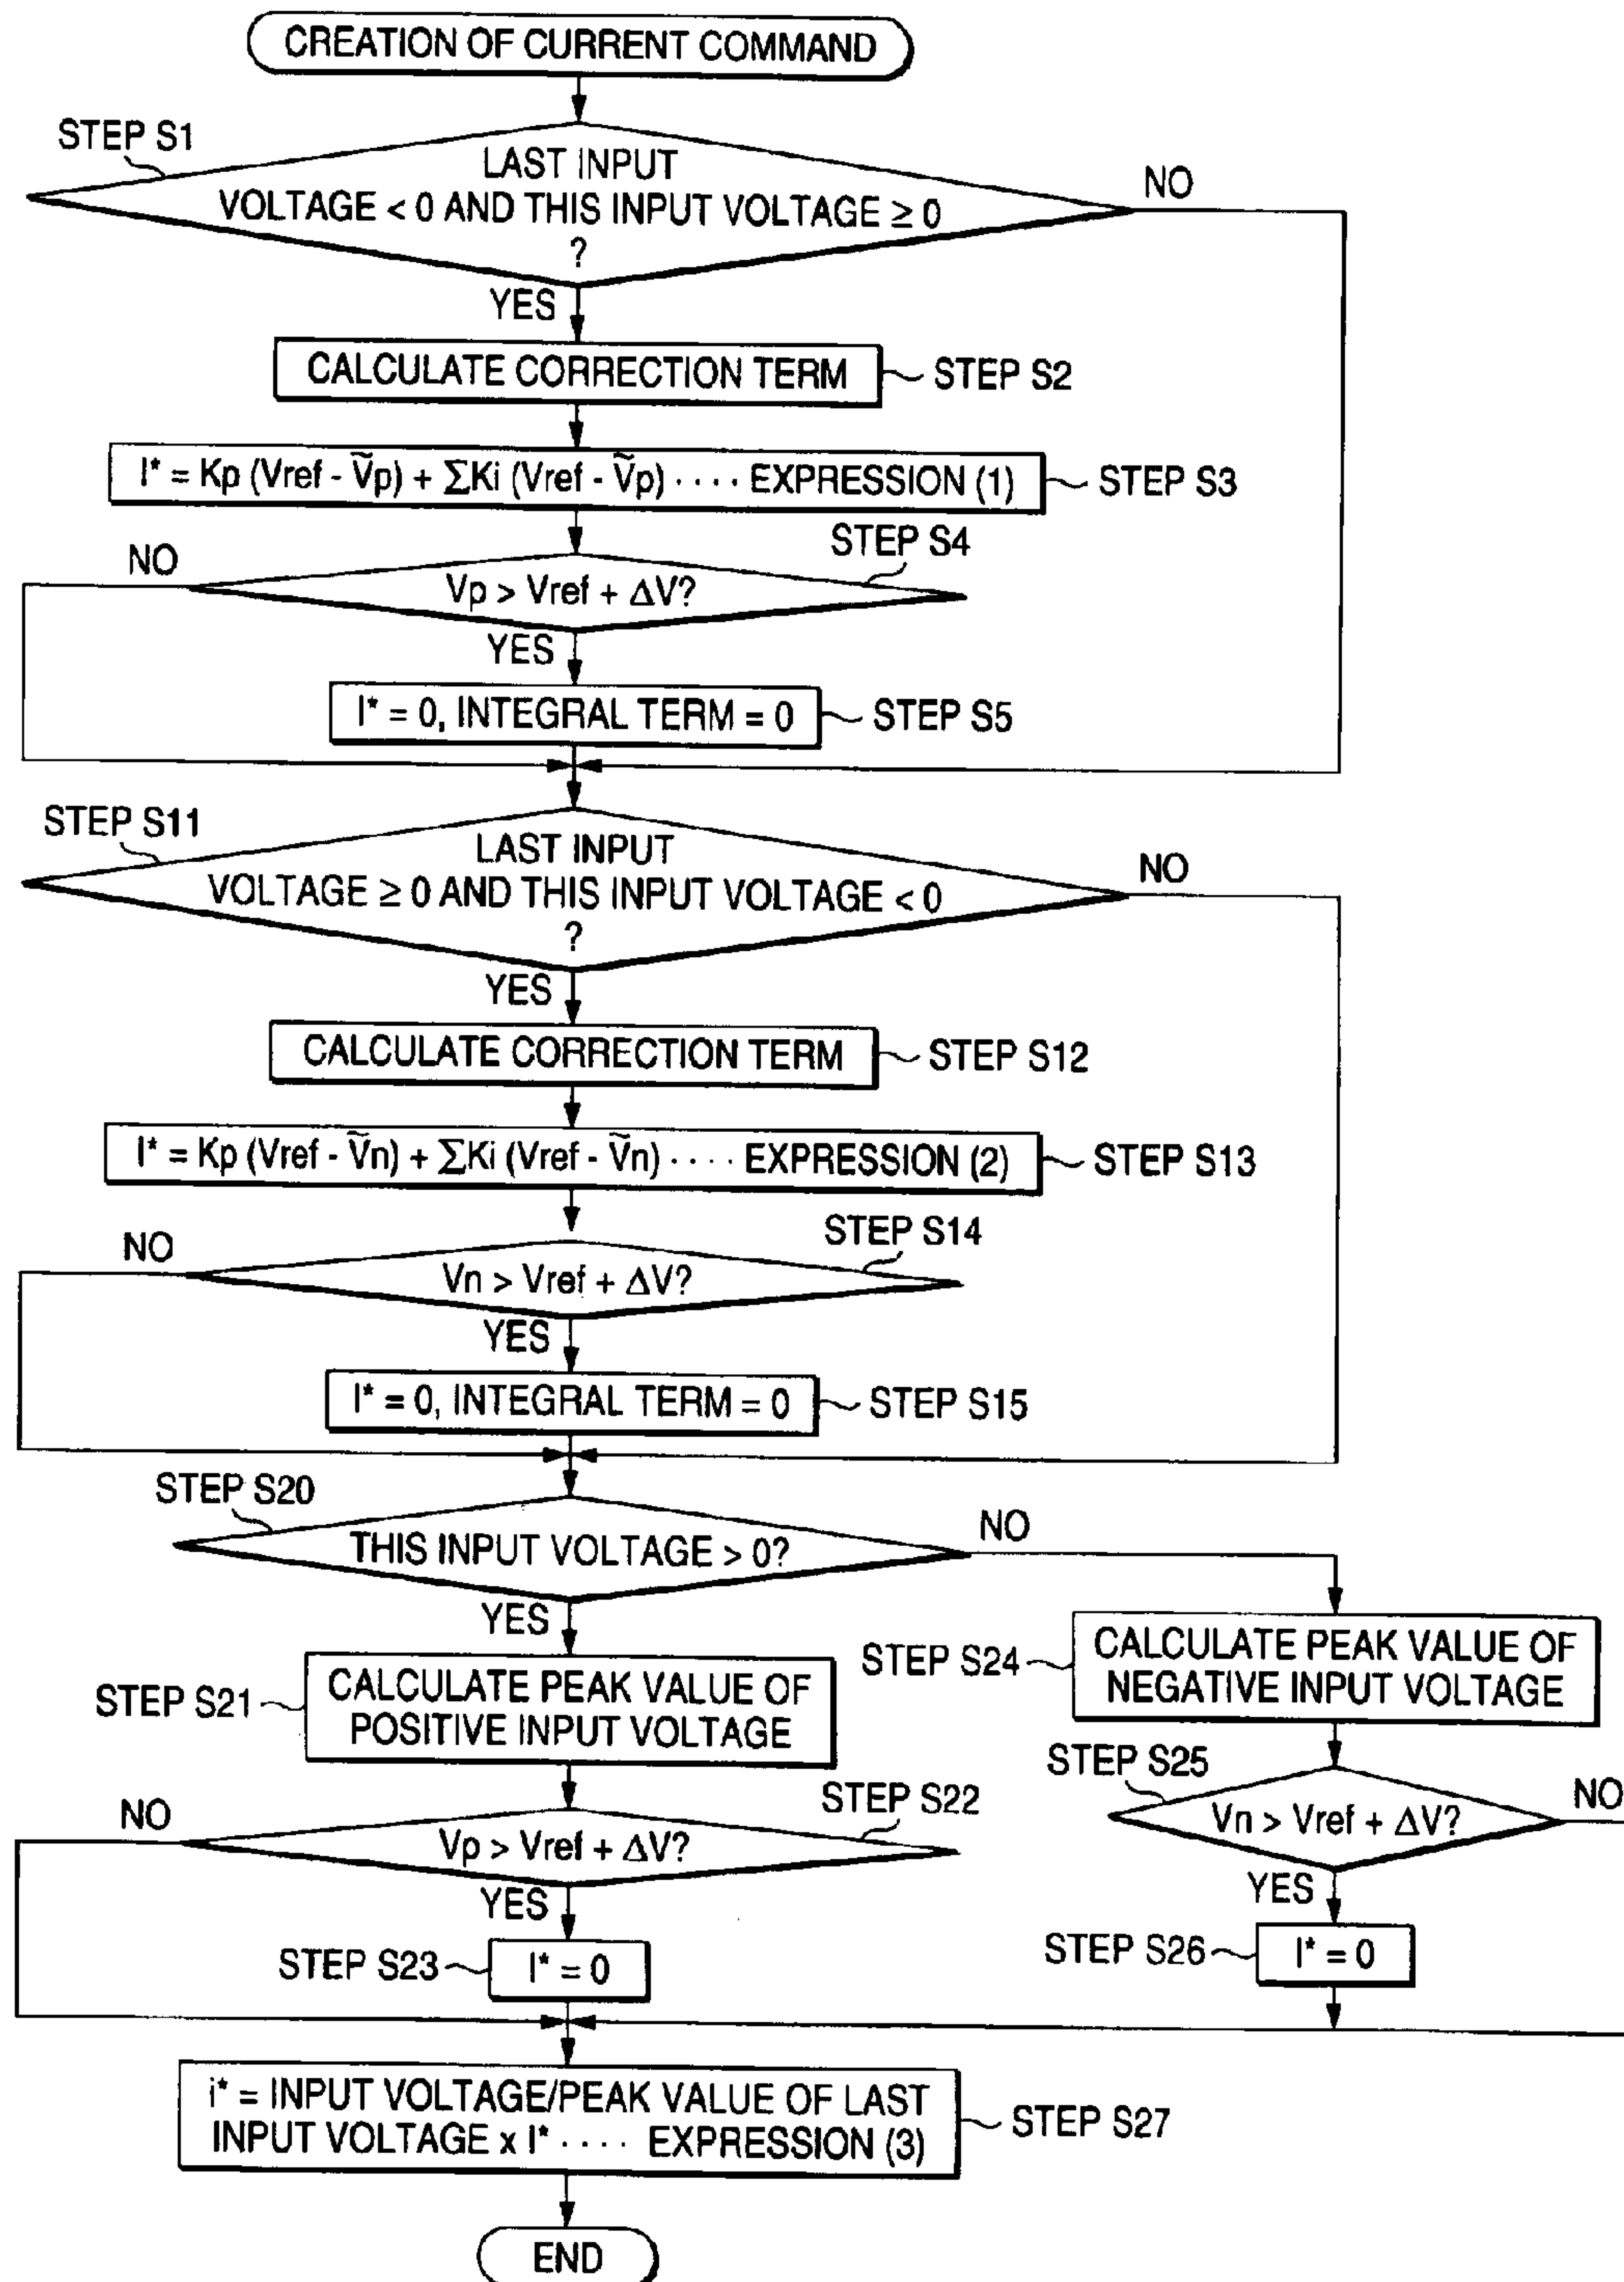 CREATION OF CURRENT COMMAND
STEP S1
LAST INPUT
VOLTAGE < 0 AND THIS INPUT VOLTAGE ≥ 0
?
NO
YES
CALCULATE CORRECTION TERM
STEP S2
I* = Kp (Vref - Ṽp) + ΣKi (Vref - Ṽp) ···· EXPRESSION (1)
STEP S3
STEP S4
NO
Vp > Vref + ΔV?
YES
I* = 0, INTEGRAL TERM = 0
STEP S5
STEP S11
LAST INPUT
VOLTAGE ≥ 0 AND THIS INPUT VOLTAGE < 0
?
NO
YES
CALCULATE CORRECTION TERM
STEP S12
I* = Kp (Vref - Ṽn) + ΣKi (Vref - Ṽn) ···· EXPRESSION (2)
STEP S13
STEP S14
NO
Vn > Vref + ΔV?
YES
I* = 0, INTEGRAL TERM = 0
STEP S15
STEP S20
THIS INPUT VOLTAGE > 0?
NO
YES
STEP S21
CALCULATE PEAK VALUE OF
POSITIVE INPUT VOLTAGE
STEP S24
CALCULATE PEAK VALUE OF
NEGATIVE INPUT VOLTAGE
STEP S22
NO
Vp > Vref + ΔV?
YES
STEP S23
I* = 0
STEP S25
Vn > Vref + ΔV?
NO
YES
STEP S26
I* = 0
i* = INPUT VOLTAGE/PEAK VALUE OF LAST
INPUT VOLTAGE x I* ···· EXPRESSION (3)
STEP S27
END